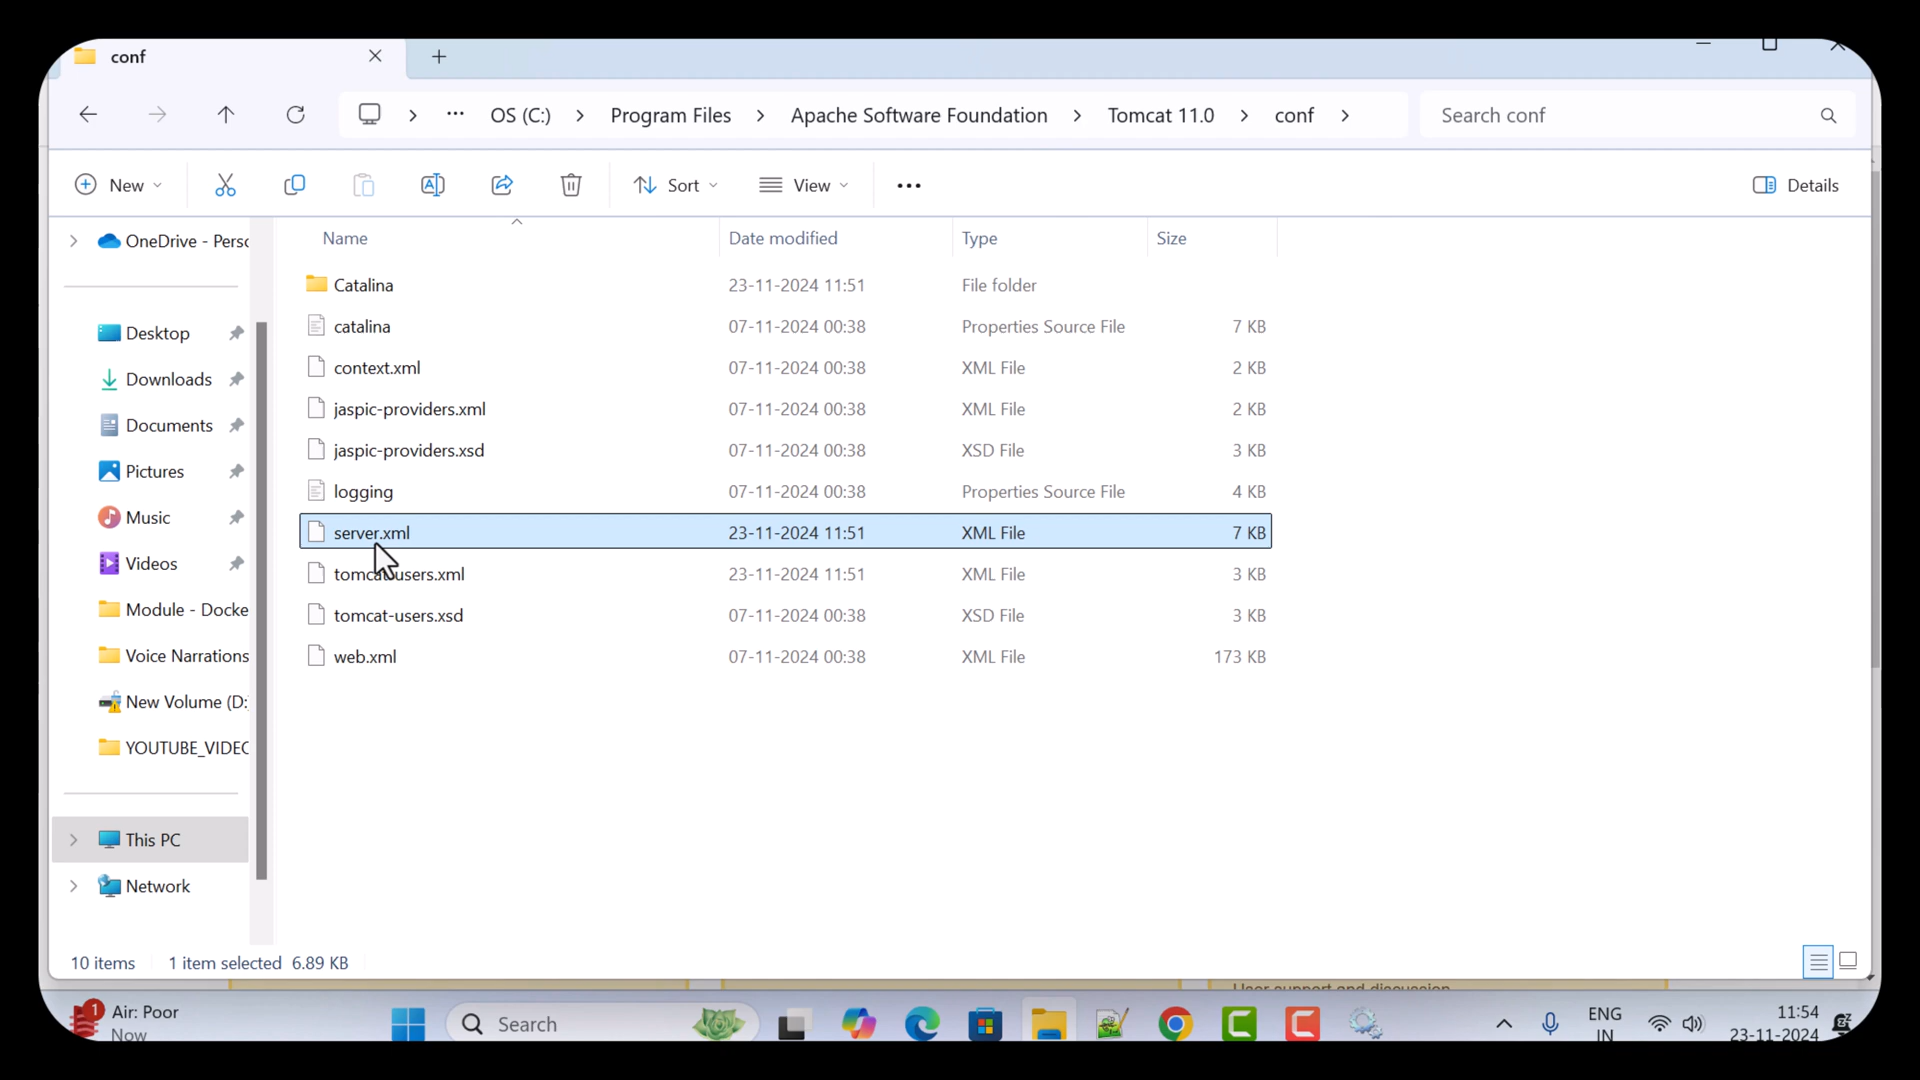 conf
OS (C:) Program Files Apache Software Foundation Tomcat 11.0 conf Search conf
New Sort View Details
Name Date modified Type Size
OneDrive - Perso
Desktop
Downloads
Documents
Pictures
Music
Videos
Module - Docke
Voice Narrations
New Volume (D:
YOUTUBE_VIDEO
This PC
Network
Catalina 23-11-2024 11:51 File folder
catalina 07-11-2024 00:38 Properties Source File 7 KB
context.xml 07-11-2024 00:38 XML File 2 KB
jaspic-providers.xml 07-11-2024 00:38 XML File 2 KB
jaspic-providers.xsd 07-11-2024 00:38 XSD File 3 KB
logging 07-11-2024 00:38 Properties Source File 4 KB
server.xml 23-11-2024 11:51 XML File 7 KB
tomcat-users.xml 23-11-2024 11:51 XML File 3 KB
tomcat-users.xsd 07-11-2024 00:38 XSD File 3 KB
web.xml 07-11-2024 00:38 XML File 173 KB
10 items 1 item selected 6.89 KB
User support and discussion
1
Air: Poor
Now
Search
ENG
IN
11:54
23-11-2024